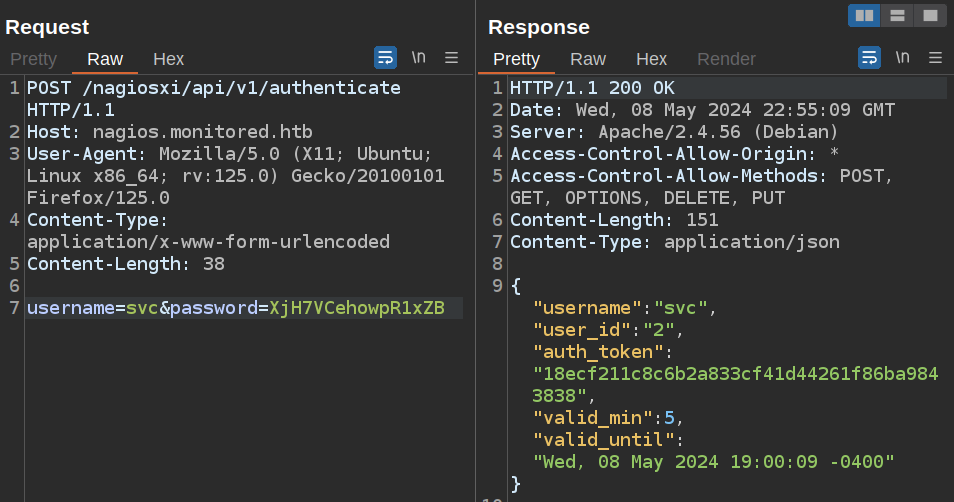 Request
Pretty Raw Hex \n
1 POST /nagiosxi/api/v1/authenticate
HTTP/1.1
2 Host: nagios.monitored.htb
3 User-Agent: Mozilla/5.0 (X11; Ubuntu;
Linux x86_64; rv:125.0) Gecko/20100101
Firefox/125.0
4 Content-Type:
application/x-www-form-urlencoded
5 Content-Length: 38
6
7 username=svc&password=XjH7VCehowpR1xZB
Response
Pretty Raw Hex Render \n
1 HTTP/1.1 200 OK
2 Date: Wed, 08 May 2024 22:55:09 GMT
3 Server: Apache/2.4.56 (Debian)
4 Access-Control-Allow-Origin: *
5 Access-Control-Allow-Methods: POST,
GET, OPTIONS, DELETE, PUT
6 Content-Length: 151
7 Content-Type: application/json
8
9 {
"username":"svc",
"user_id":"2",
"auth_token":
"18ecf211c8c6b2a833cf41d44261f86ba984
3838",
"valid_min":5,
"valid_until":
"Wed, 08 May 2024 19:00:09 -0400"
}